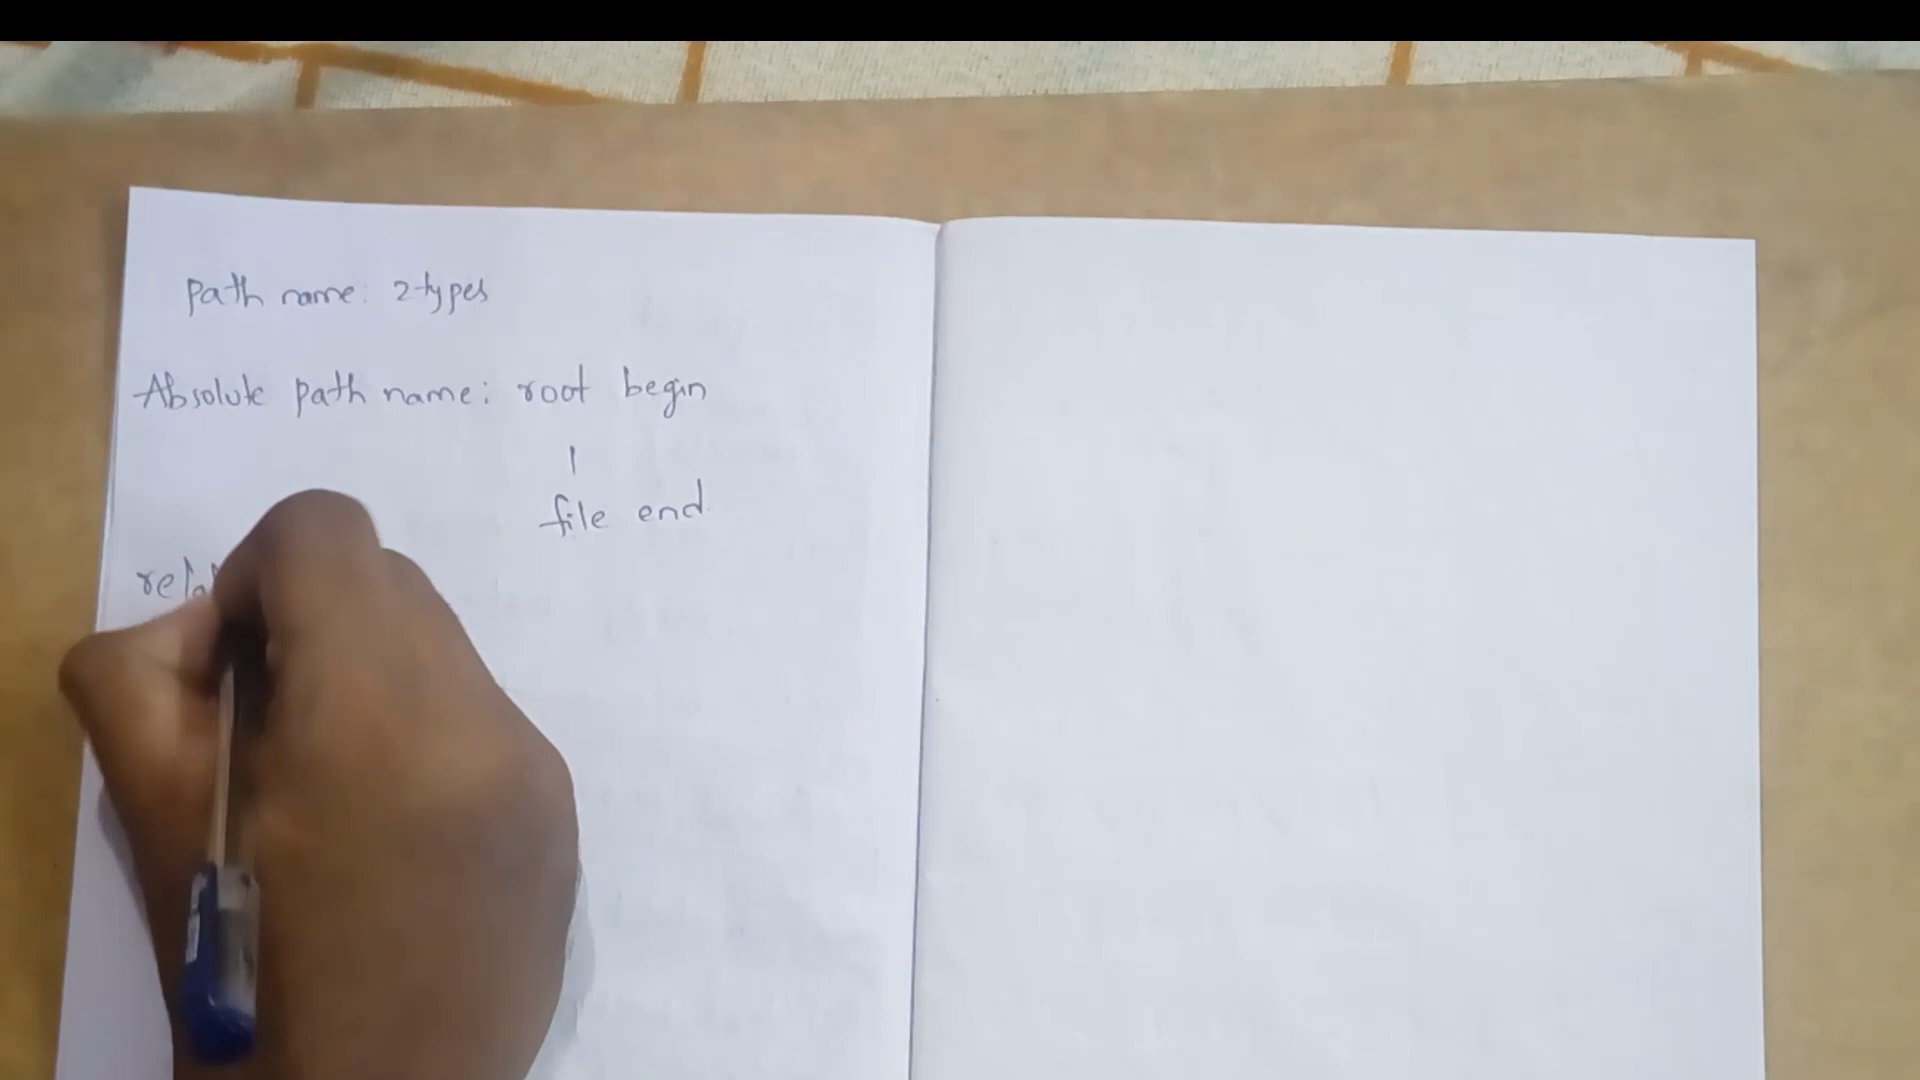 Path name: 2-types
Absolute path name: root begin
|
file end.